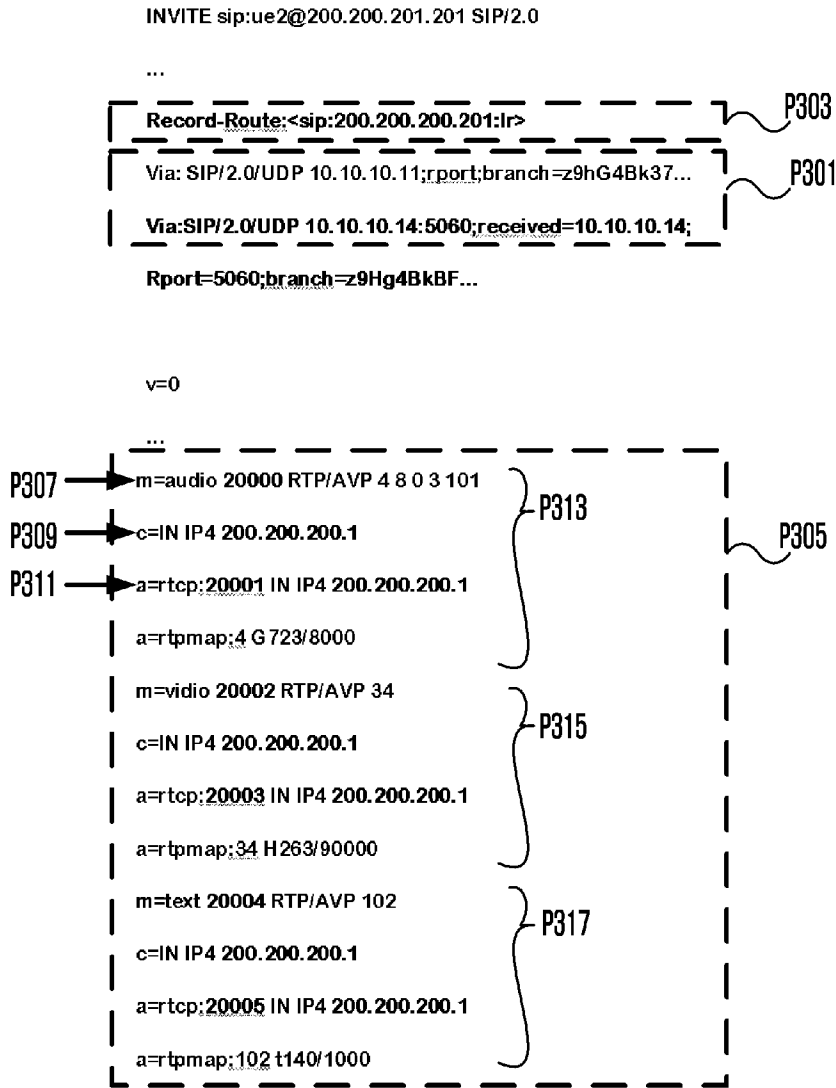 INVITE sip:ue2@200.200.201.201 SIP/2.0
...
Record-Route:<sip:200.200.200.201:lr>
P303
Via: SIP/2.0/UDP 10.10.10.11;rport;branch=z9hG4Bk37...
P301
Via:SIP/2.0/UDP 10.10.10.14:5060;received=10.10.10.14;
Rport=5060;branch=z9Hg4BkBF...
v=0
...
P307
m=audio 20000 RTP/AVP 4 8 0 3 101
P313
P309
c=IN IP4 200.200.200.1
P305
P311
a=rtcp:20001 IN IP4 200.200.200.1
a=rtpmap:4 G723/8000
m=vidio 20002 RTP/AVP 34
P315
c=IN IP4 200.200.200.1
a=rtcp:20003 IN IP4 200.200.200.1
a=rtpmap:34 H263/90000
m=text 20004 RTP/AVP 102
P317
c=IN IP4 200.200.200.1
a=rtcp:20005 IN IP4 200.200.200.1
a=rtpmap:102 t140/1000